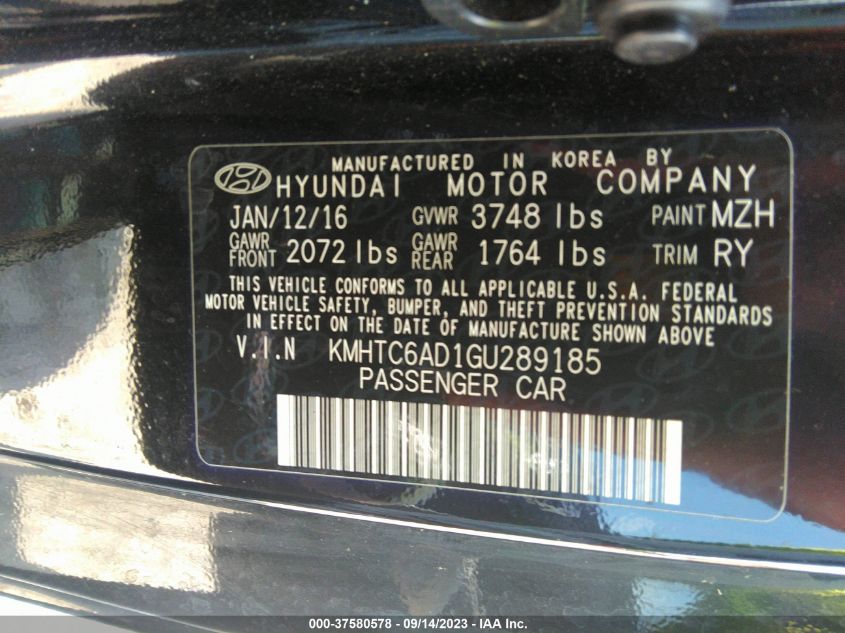 MANUFACTURED IN KOREA BY
HYUNDAI MOTOR COMPANY
JAN/12/16 GVWR 3748 lbs PAINT MZH
GAWR FRONT 2072 lbs GAWR REAR 1764 lbs TRIM RY
THIS VEHICLE CONFORMS TO ALL APPLICABLE U.S.A. FEDERAL
MOTOR VEHICLE SAFETY, BUMPER, AND THEFT PREVENTION STANDARDS
IN EFFECT ON THE DATE OF MANUFACTURE SHOWN ABOVE
V.I.N KMHTC6AD1GU289185
PASSENGER CAR
000-37580578 - 09/14/2023 - IAA Inc.